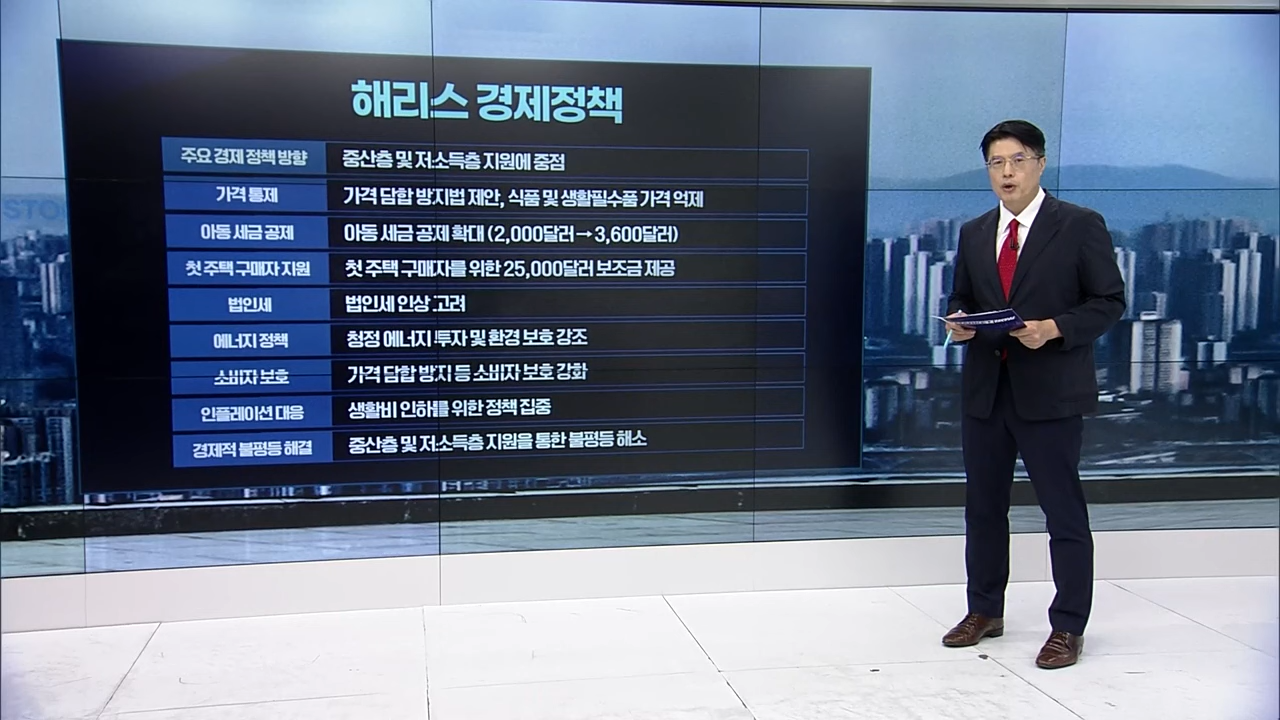 해리스 경제정책
주요 경제 정책 방향 중산층 및 저소득층 지원에 중점
가격 통제 가격 담합 방지법 제안, 식품 및 생활필수품 가격 억제
아동 세금 공제 아동 세금 공제 확대 (2,000달러→3,600달러)
첫 주택 구매자 지원 첫 주택 구매자를 위한 25,000달러 보조금 제공
법인세 법인세 인상 고려
에너지 정책 청정 에너지 투자 및 환경 보호 강조
소비자 보호 가격 담합 방지 등 소비자 보호 강화
인플레이션 대응 생활비 인하를 위한 정책 집중
경제적 불평등 해결 중산층 및 저소득층 지원을 통한 불평등 해소